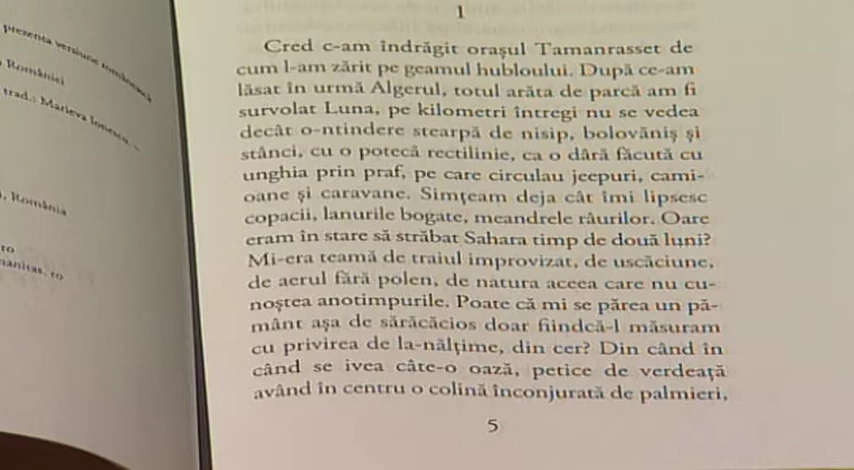 prezenta versiune românească
României
trad.: Marieva Ionescu. –
România
ro
humanitas.ro
1
Cred c-am îndrăgit orașul Tamanrasset de
cum l-am zărit pe geamul hubloului. După ce-am
lăsat în urmă Algerul, totul arăta de parcă am fi
survolat Luna, pe kilometri întregi nu se vedea
decât o-ntindere stearpă de nisip, bolovăniș și
stânci, cu o potecă rectilinie, ca o dâră făcută cu
unghia prin praf, pe care circulau jeepuri, cami-
oane și caravane. Simțeam deja cât îmi lipsesc
copacii, lanurile bogate, meandrele râurilor. Oare
eram în stare să străbat Sahara timp de două luni?
Mi-era teamă de traiul improvizat, de uscăciune,
de aerul fără polen, de natura aceea care nu cu-
noștea anotimpurile. Poate că mi se părea un pă-
mânt așa de sărăcăcios doar fiindcă-l măsuram
cu privirea de la-nălțime, din cer? Din când în
când se ivea câte-o oază, petice de verdeață
având în centru o colină înconjurată de palmieri,
5